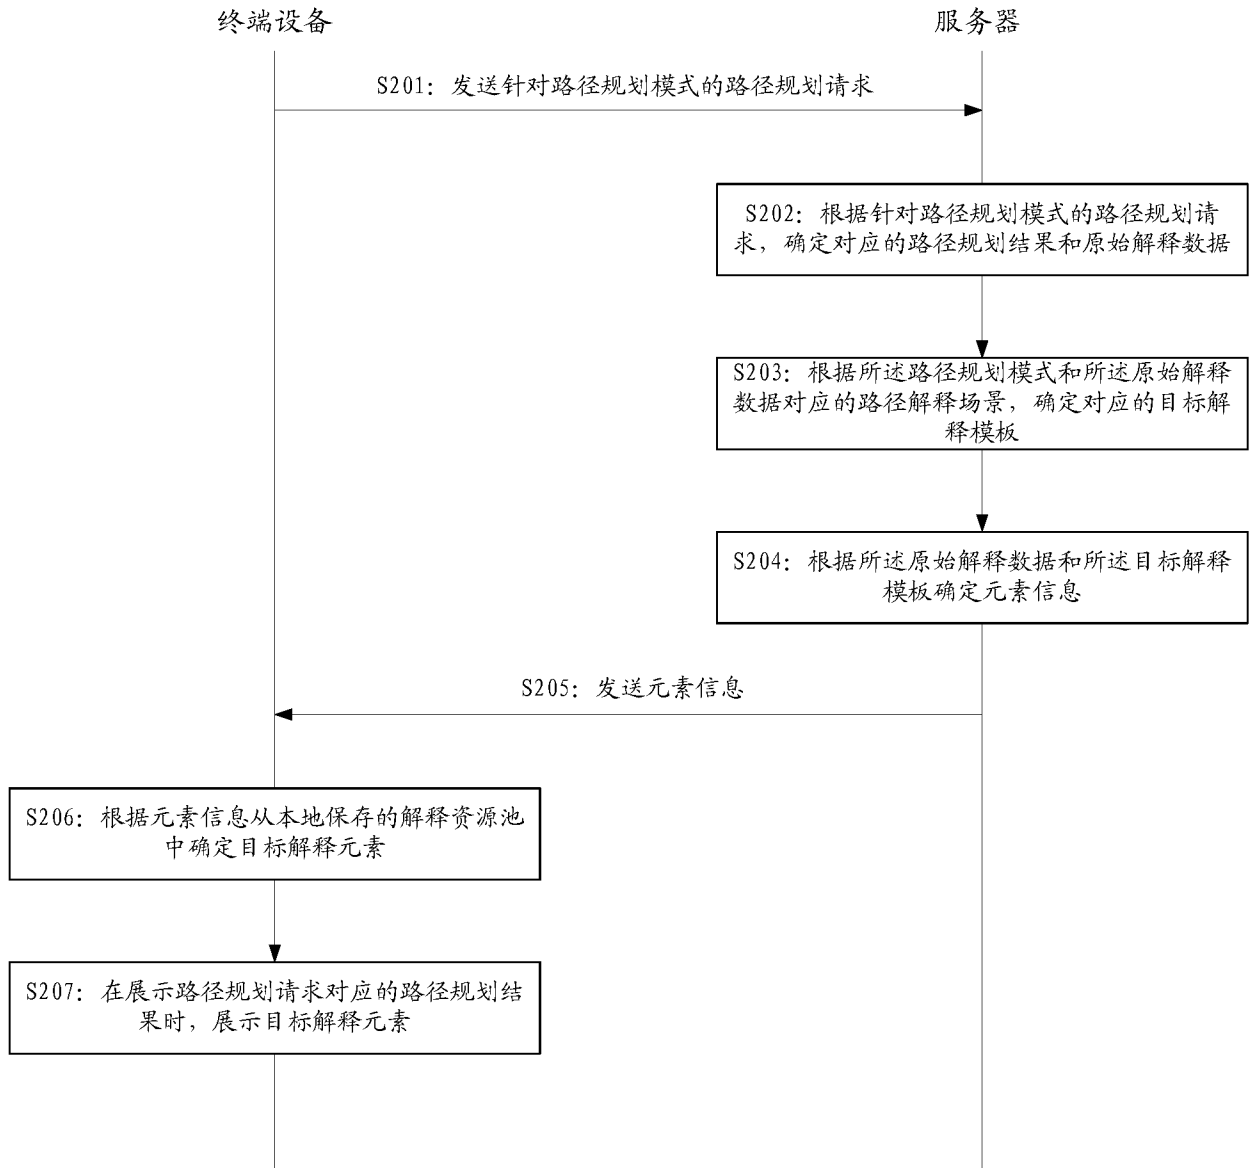 终端设备
服务器
S201：发送针对路径规划模式的路径规划请求
S202：根据针对路径规划模式的路径规划请
求，确定对应的路径规划结果和原始解释数据
S203：根据所述路径规划模式和所述原始解释
数据对应的路径解释场景，确定对应的目标解
释模板
S204：根据所述原始解释数据和所述目标解释
模板确定元素信息
S205：发送元素信息
S206：根据元素信息从本地保存的解释资源池
中确定目标解释元素
S207：在展示路径规划请求对应的路径规划结
果时，展示目标解释元素